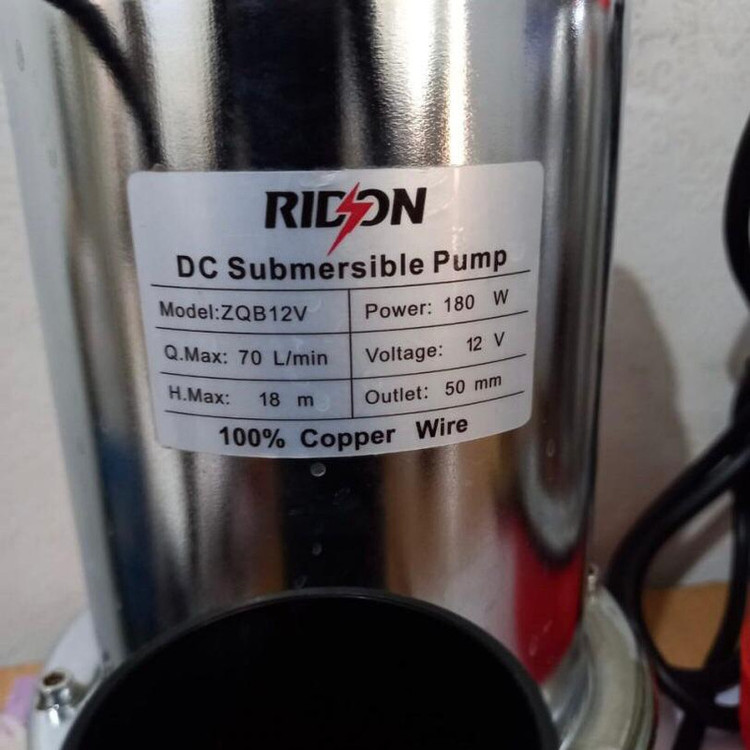 RIDSON
DC Submersible Pump
Model:ZQB12V Power: 180 W
Q.Max: 70 L/min Voltage: 12 V
H.Max: 18 m Outlet: 50 mm
100% Copper Wire